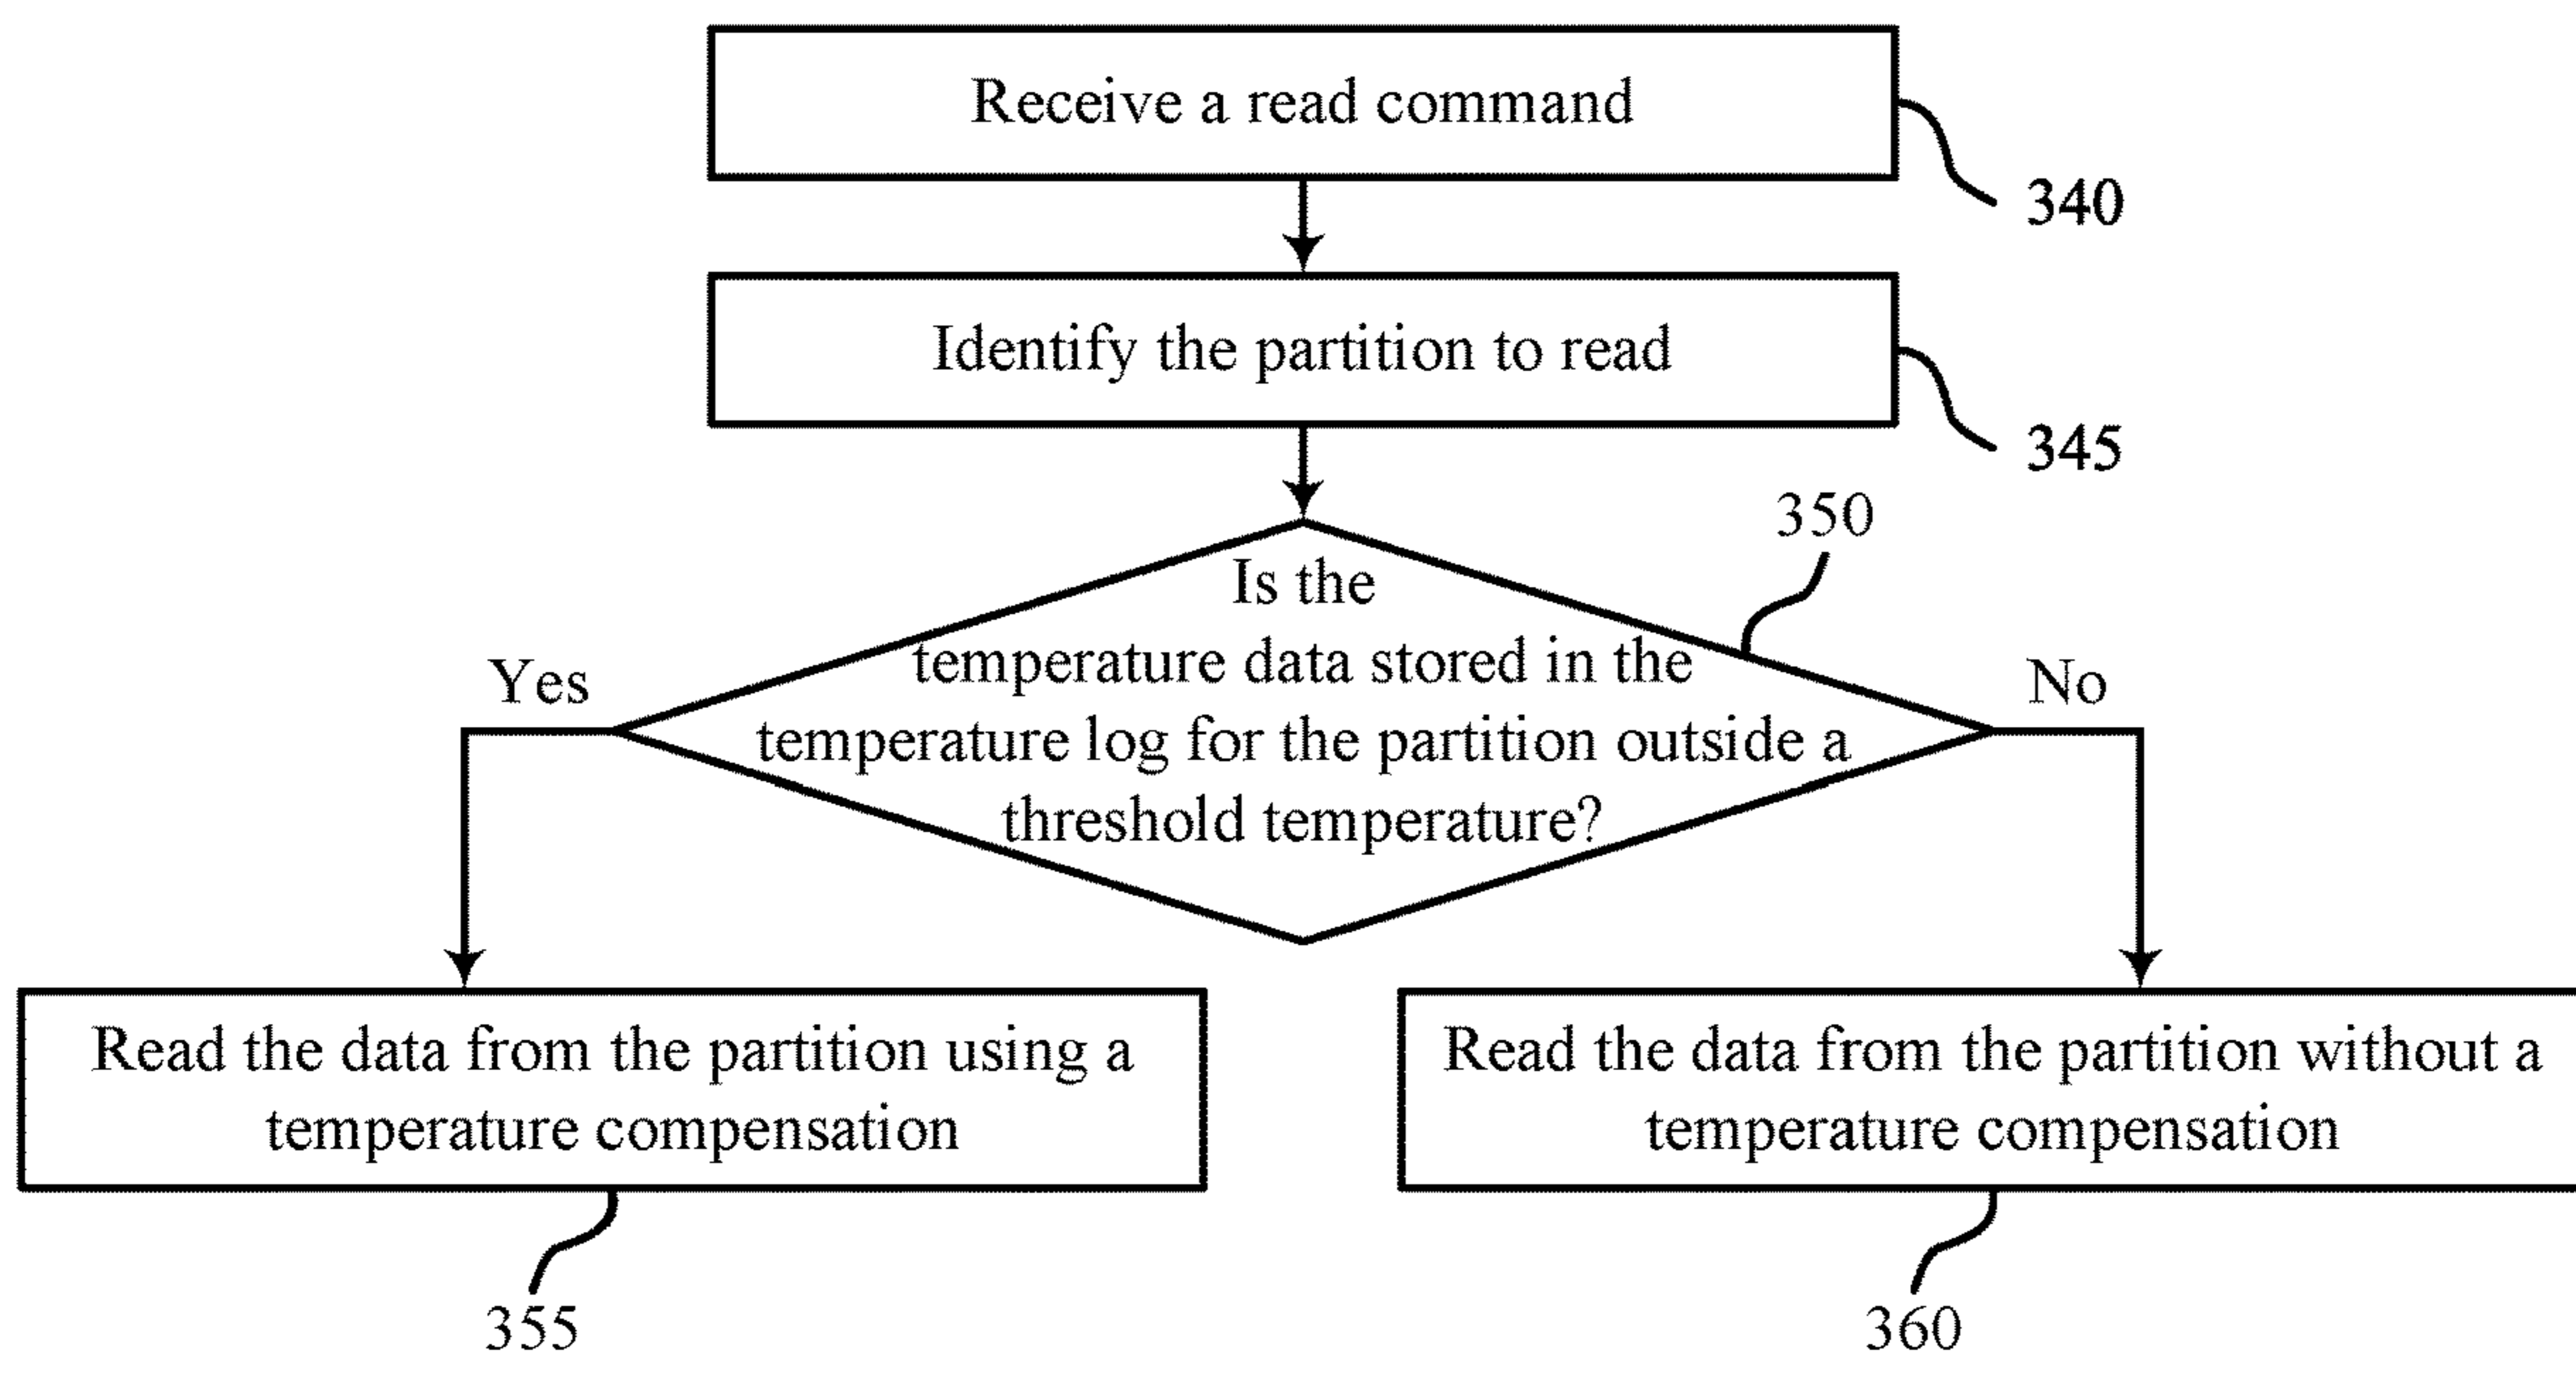 Receive a read command
340
Identify the partition to read
345
350
Is the
temperature data stored in the
temperature log for the partition outside a
threshold temperature?
Yes
No
Read the data from the partition using a
temperature compensation
355
Read the data from the partition without a
temperature compensation
360